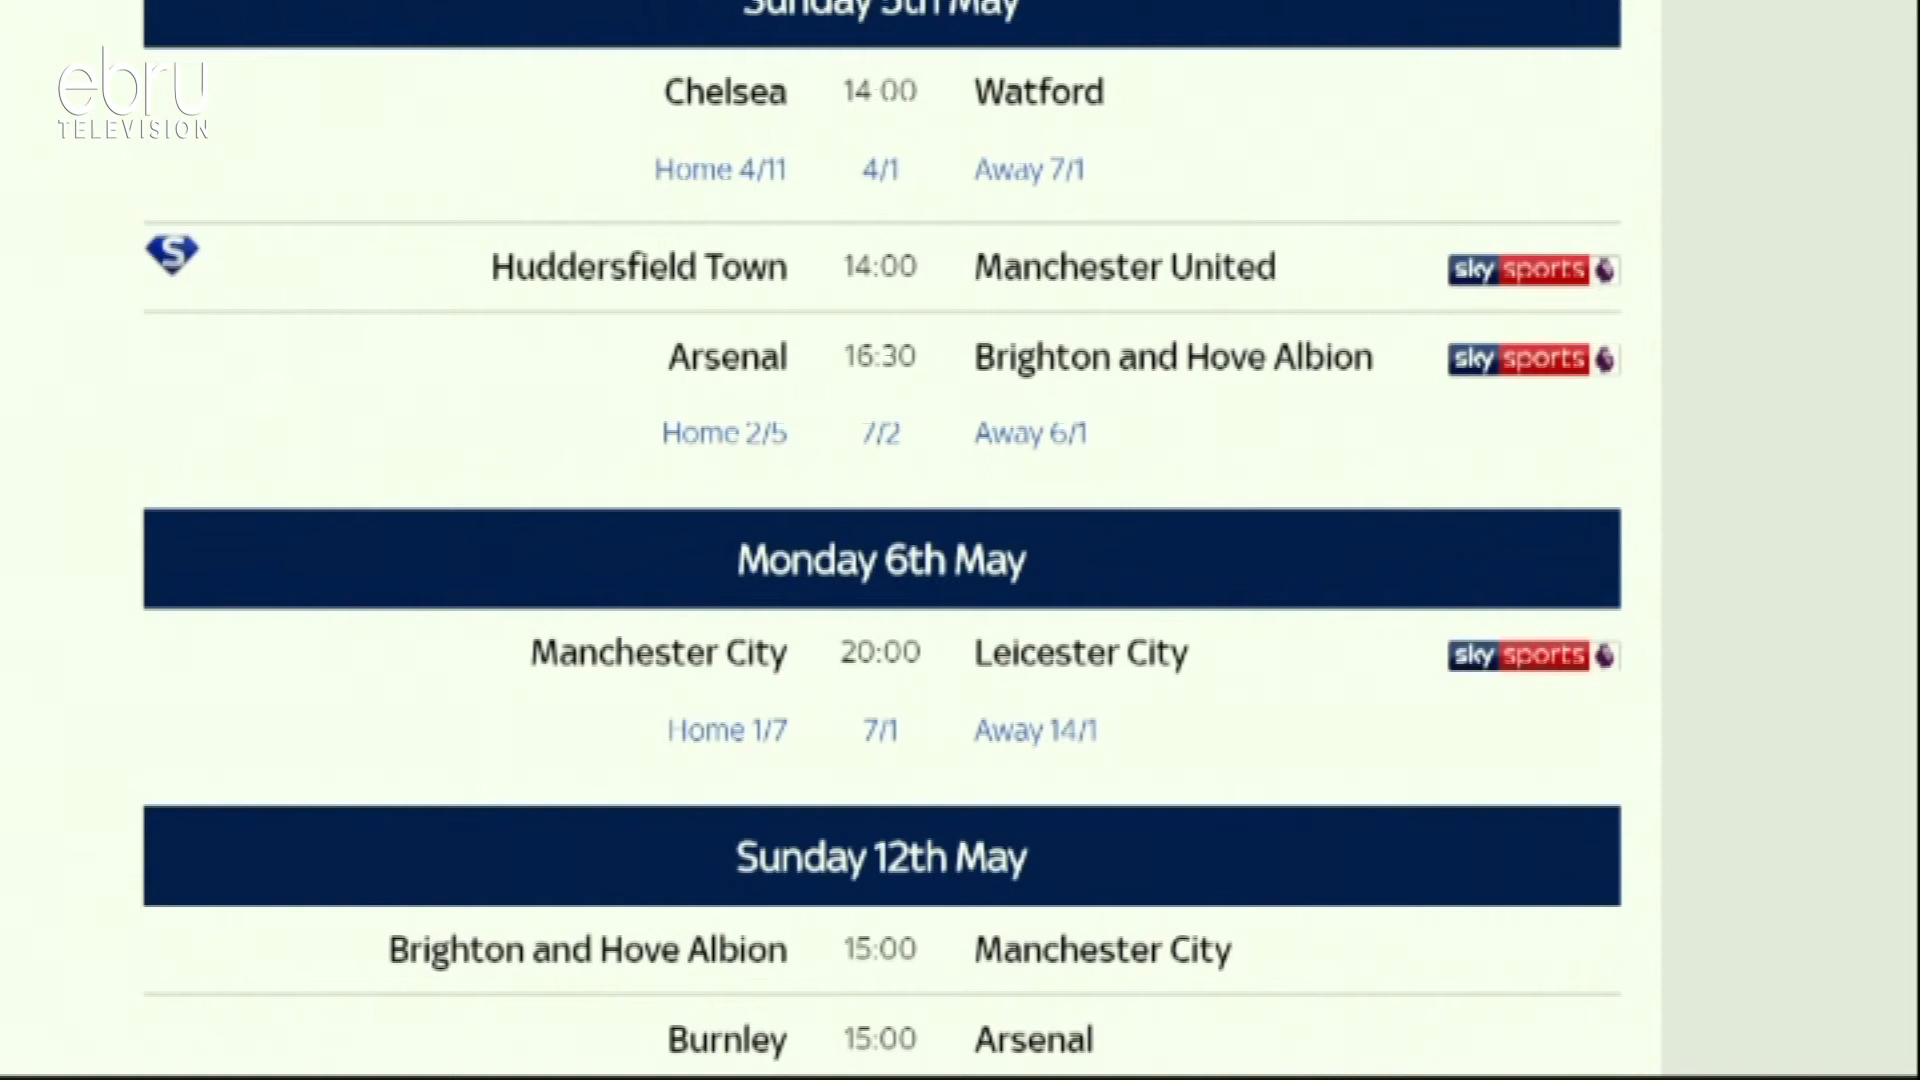 Sunday 5th May
ebru
TELEVISION
Chelsea 14:00 Watford
Home 4/11 4/1 Away 7/1
S
Huddersfield Town 14:00 Manchester United sky sports
Arsenal 16:30 Brighton and Hove Albion sky sports
Home 2/5 7/2 Away 6/1
Monday 6th May
Manchester City 20:00 Leicester City sky sports
Home 1/7 7/1 Away 14/1
Sunday 12th May
Brighton and Hove Albion 15:00 Manchester City
Burnley 15:00 Arsenal